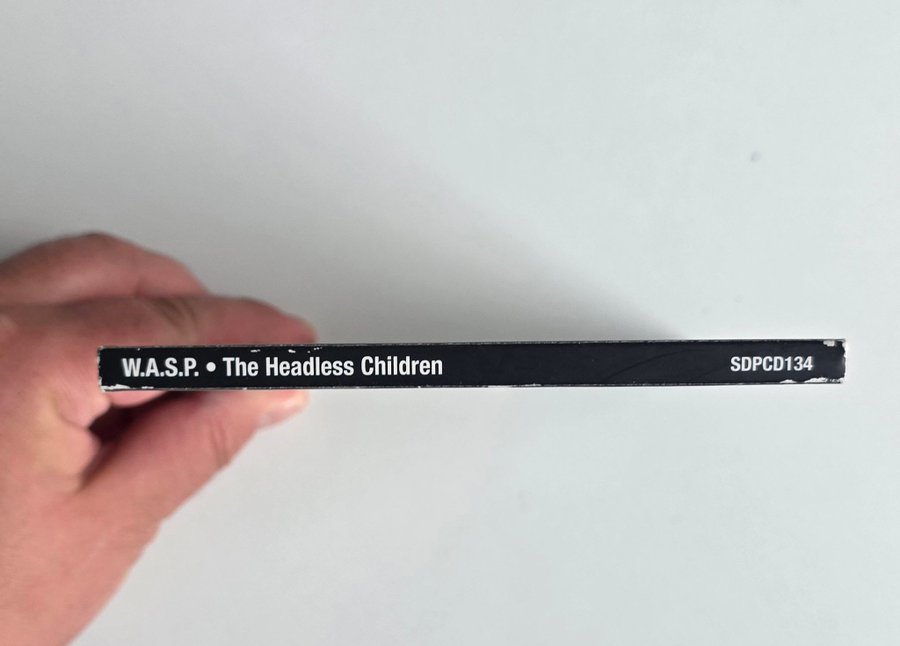 W.A.S.P. • The Headless Children SDPCD134